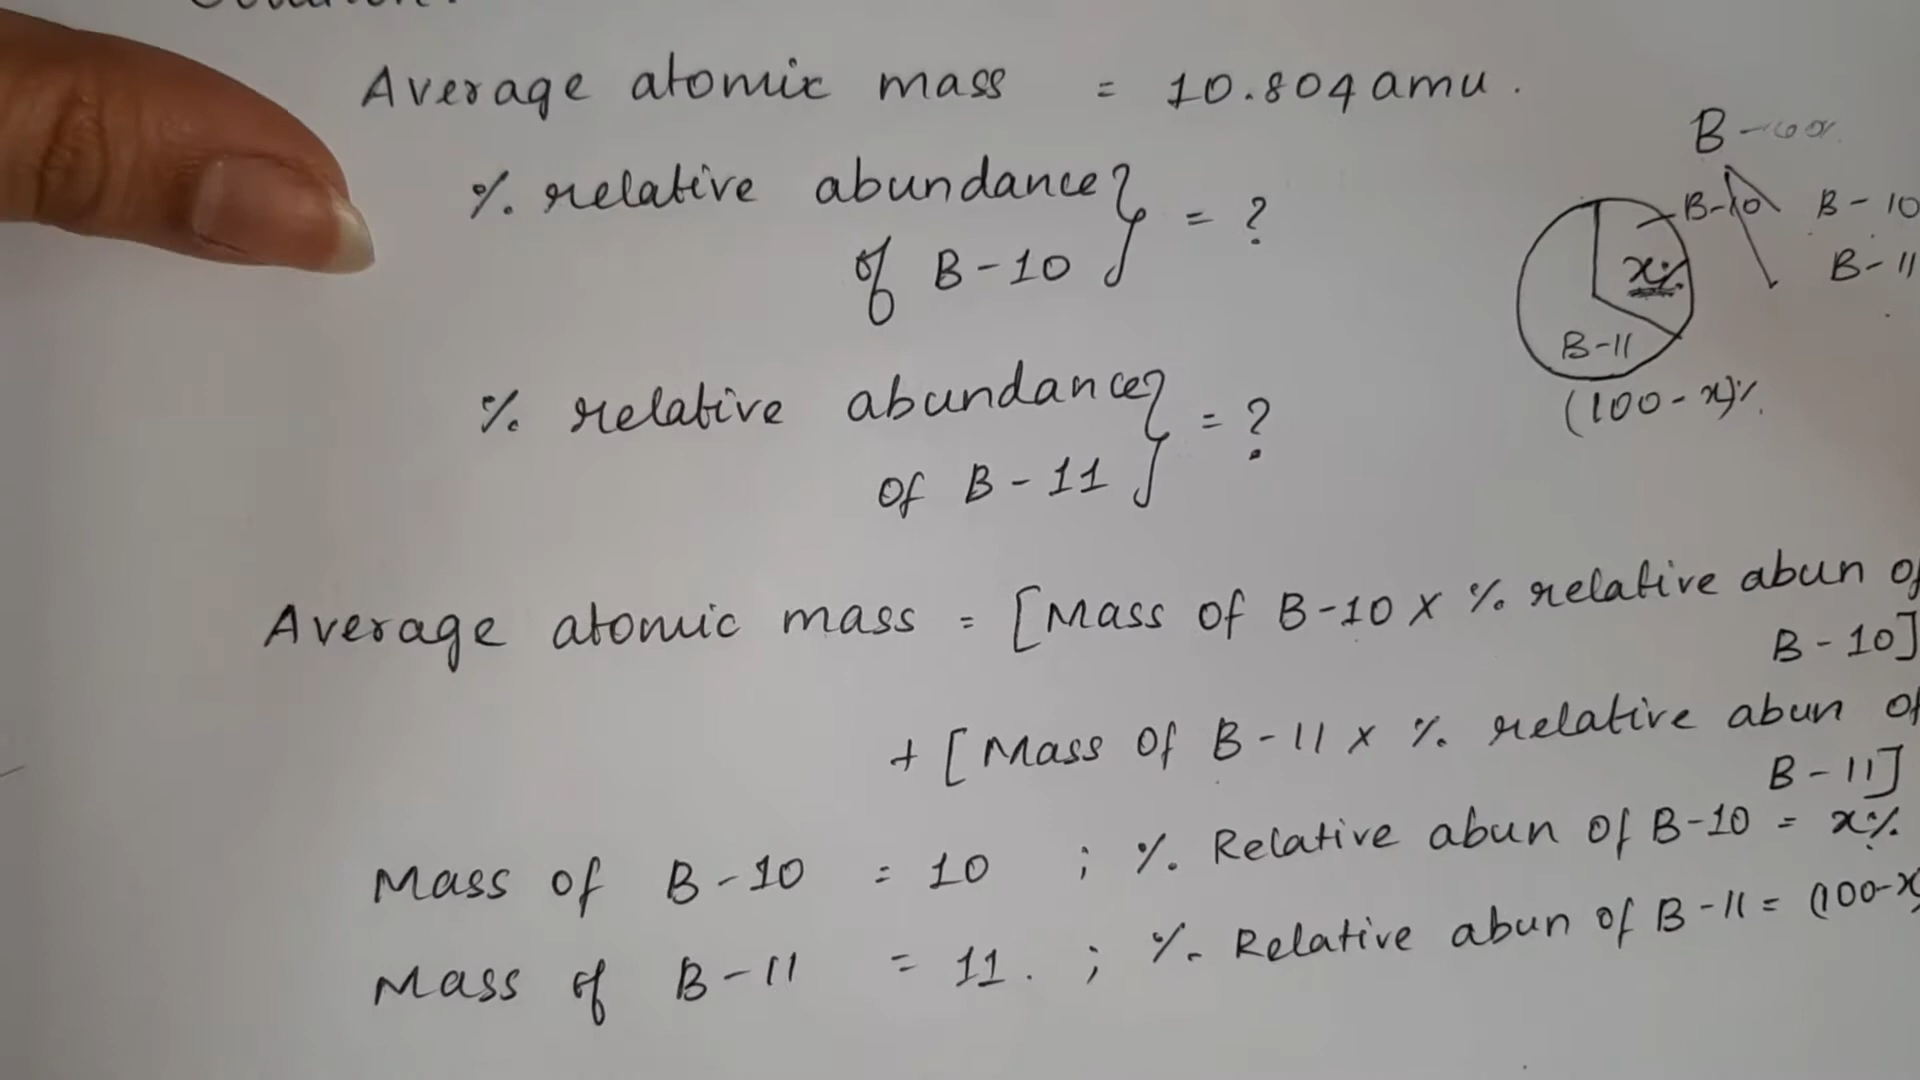 Solution:
Average atomic mass = 10.804 amu.
% relative abundance
of B-10 } = ?
% relative abundance
of B-11 } = ?
B-
B-10
B-10
B-11
x%
B-11
(100-x)%
Average atomic mass = [Mass of B-10 X % relative abun of
B-10]
+ [Mass of B-11 x % relative abun of
B-11]
Mass of B-10 = 10 ; % Relative abun of B-10 = x%
Mass of B-11 = 11. ; % Relative abun of B-11 = (100-x